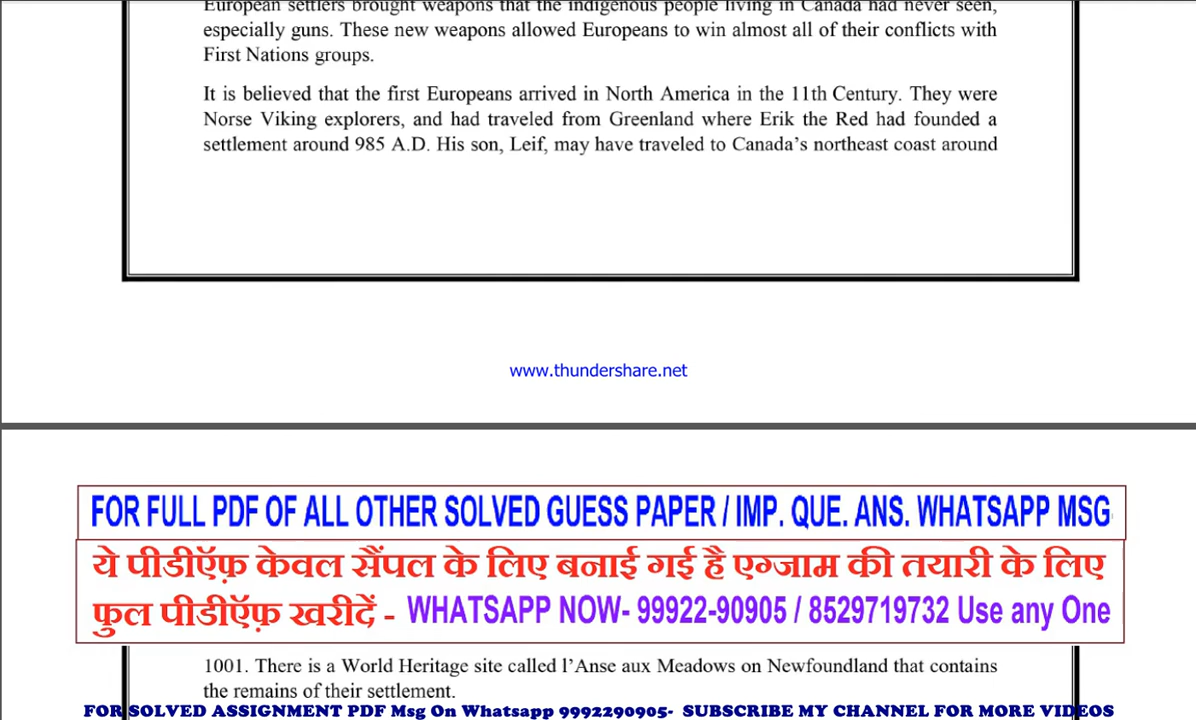 European settlers brought weapons that the indigenous people living in Canada had never seen,
especially guns. These new weapons allowed Europeans to win almost all of their conflicts with
First Nations groups.
It is believed that the first Europeans arrived in North America in the 11th Century. They were
Norse Viking explorers, and had traveled from Greenland where Erik the Red had founded a
settlement around 985 A.D. His son, Leif, may have traveled to Canada’s northeast coast around
www.thundershare.net
FOR FULL PDF OF ALL OTHER SOLVED GUESS PAPER / IMP. QUE. ANS. WHATSAPP MSG
ये पीडीऍफ़ केवल सैंपल के लिए बनाई गई है एग्जाम की तयारी के लिए
फुल पीडीऍफ़ खरीदें - WHATSAPP NOW- 99922-90905 / 8529719732 Use any One
1001. There is a World Heritage site called l’Anse aux Meadows on Newfoundland that contains
the remains of their settlement.
FOR SOLVED ASSIGNMENT PDF Msg On Whatsapp 9992290905- SUBSCRIBE MY CHANNEL FOR MORE VIDEOS